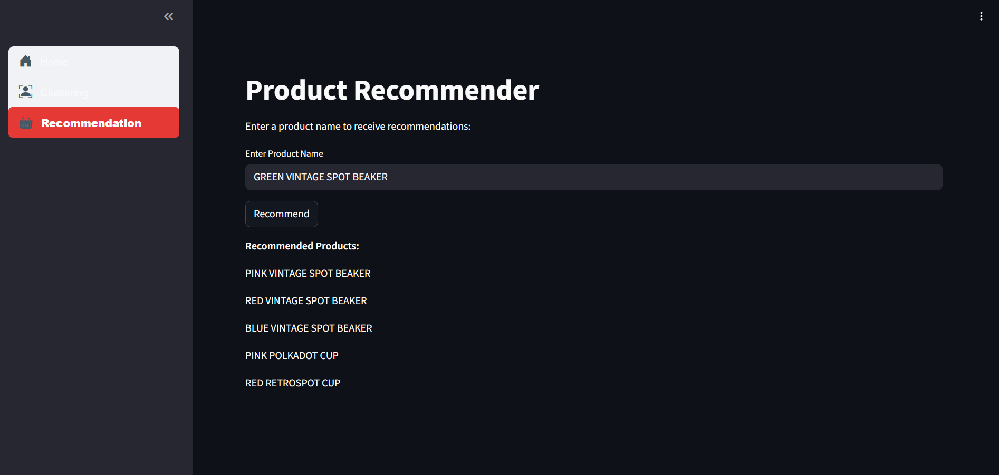 Home
Clustering
Recommendation
Product Recommender
Enter a product name to receive recommendations:
Enter Product Name
GREEN VINTAGE SPOT BEAKER
Recommend
Recommended Products:
PINK VINTAGE SPOT BEAKER
RED VINTAGE SPOT BEAKER
BLUE VINTAGE SPOT BEAKER
PINK POLKADOT CUP
RED RETROSPOT CUP